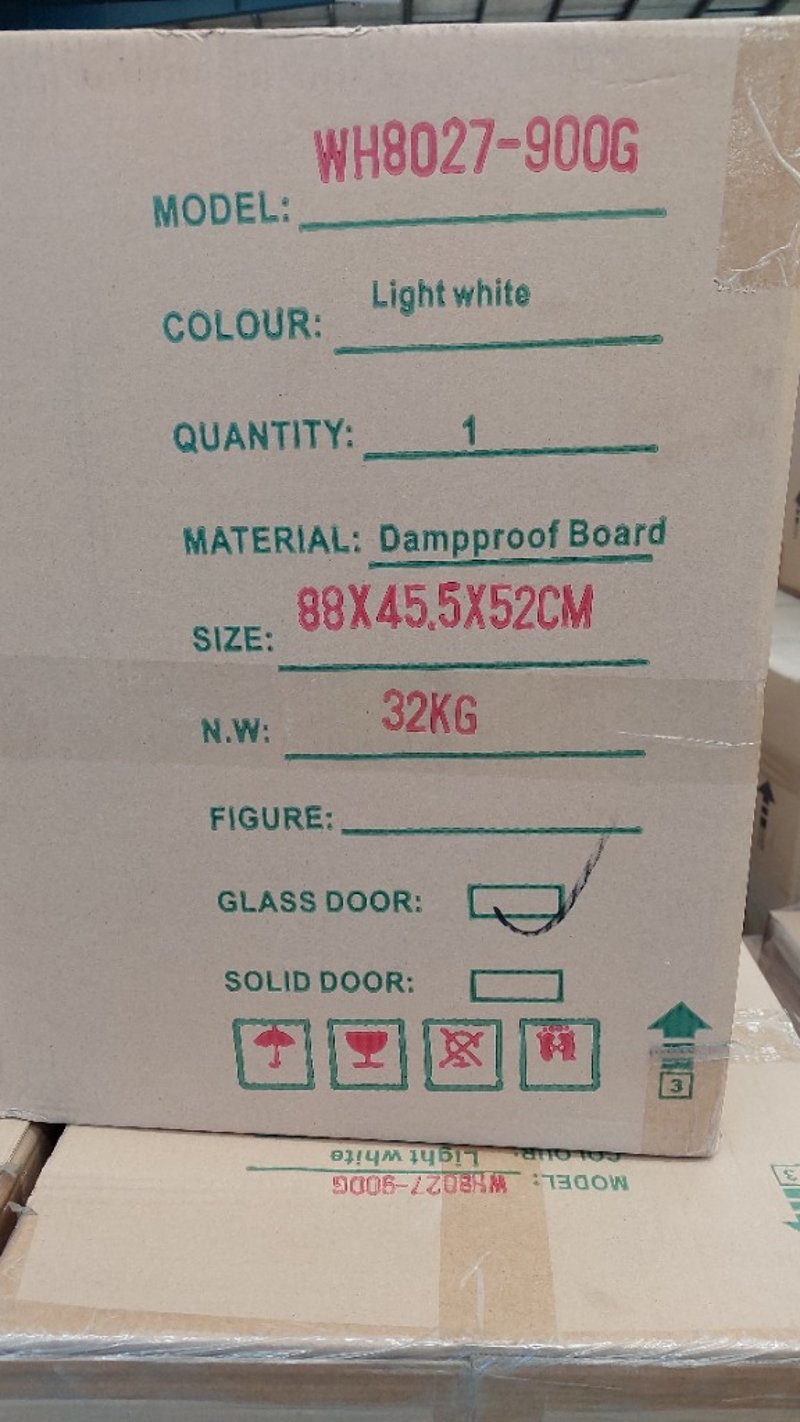 WH8027-900G
MODEL:
Light white
COLOUR:
QUANTITY: 1
MATERIAL: Dampproof Board
88X45.5X52CM
SIZE:
32KG
N.W:
FIGURE:
GLASS DOOR:
SOLID DOOR:
3
MODEL: WH8027-900G
COLOUR: Light white
3